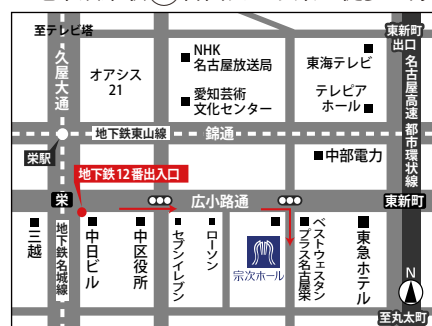 至テレビ塔
久屋大通
オアシス
21
NHK
名古屋放送局
愛知芸術
文化センター
東海テレビ
テレピア
ホール
東新町
出口
名古屋高速 都市環状線
地下鉄東山線
錦通
栄駅
中部電力
地下鉄12番出入口
栄
広小路通
東新町
三越
地下鉄名城線
中日ビル
中区役所
セブンイレブン
ローソン
宗次ホール
ベストウェスタン
プラス名古屋栄
東急ホテル
N
至丸太町